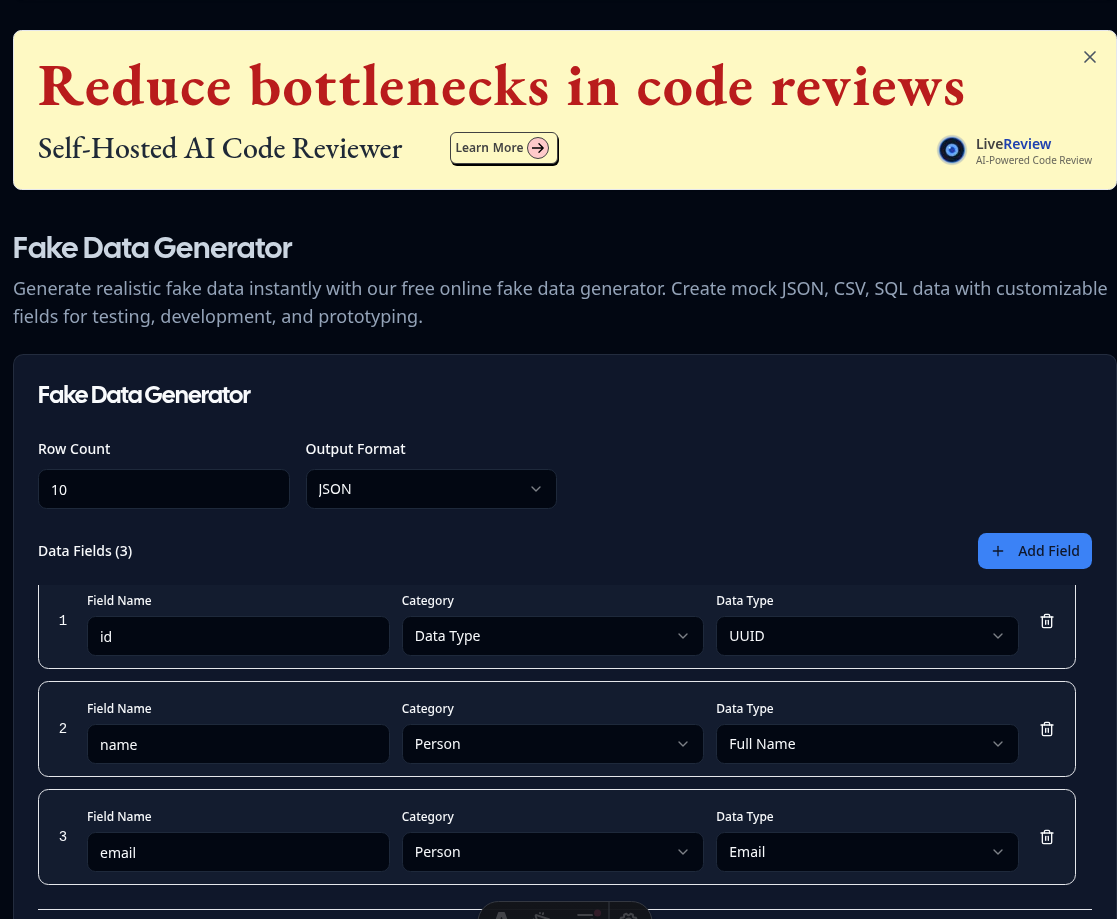 Reduce bottlenecks in code reviews
Self-Hosted AI Code Reviewer
Learn More
LiveReview
AI-Powered Code Review
Fake Data Generator
Generate realistic fake data instantly with our free online fake data generator. Create mock JSON, CSV, SQL data with customizable
fields for testing, development, and prototyping.
Fake Data Generator
Row Count
Output Format
10
JSON
Data Fields (3)
Add Field
Field Name
Category
Data Type
1
id
Data Type
UUID
Field Name
Category
Data Type
2
name
Person
Full Name
Field Name
Category
Data Type
3
email
Person
Email